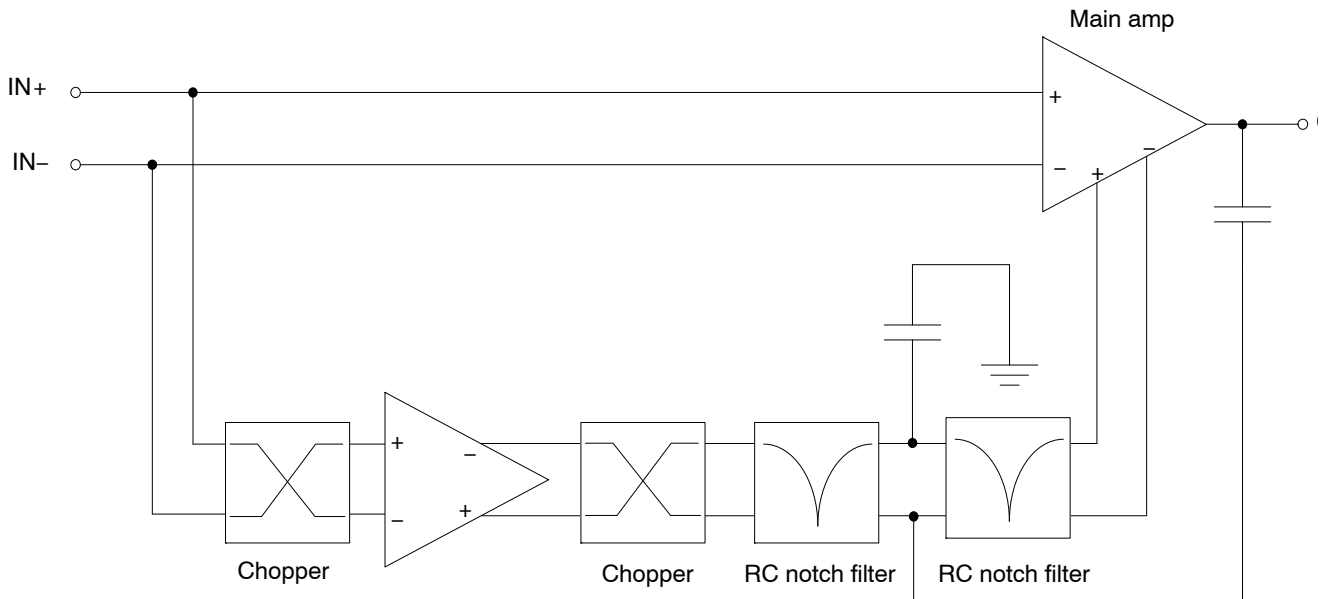 Main amp
IN+
+
IN−
−
+
−
+
−
−
+
Chopper
Chopper
RC notch filter
RC notch filter